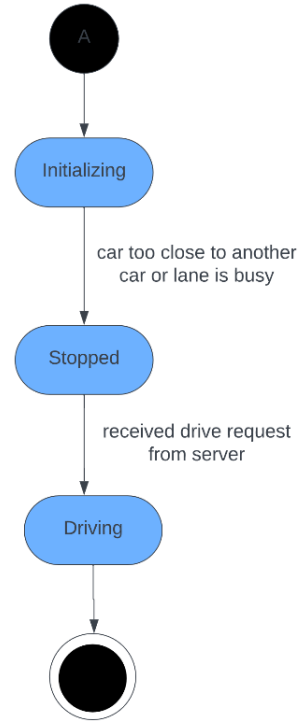 A
Initializing
car too close to another
car or lane is busy
Stopped
received drive request
from server
Driving